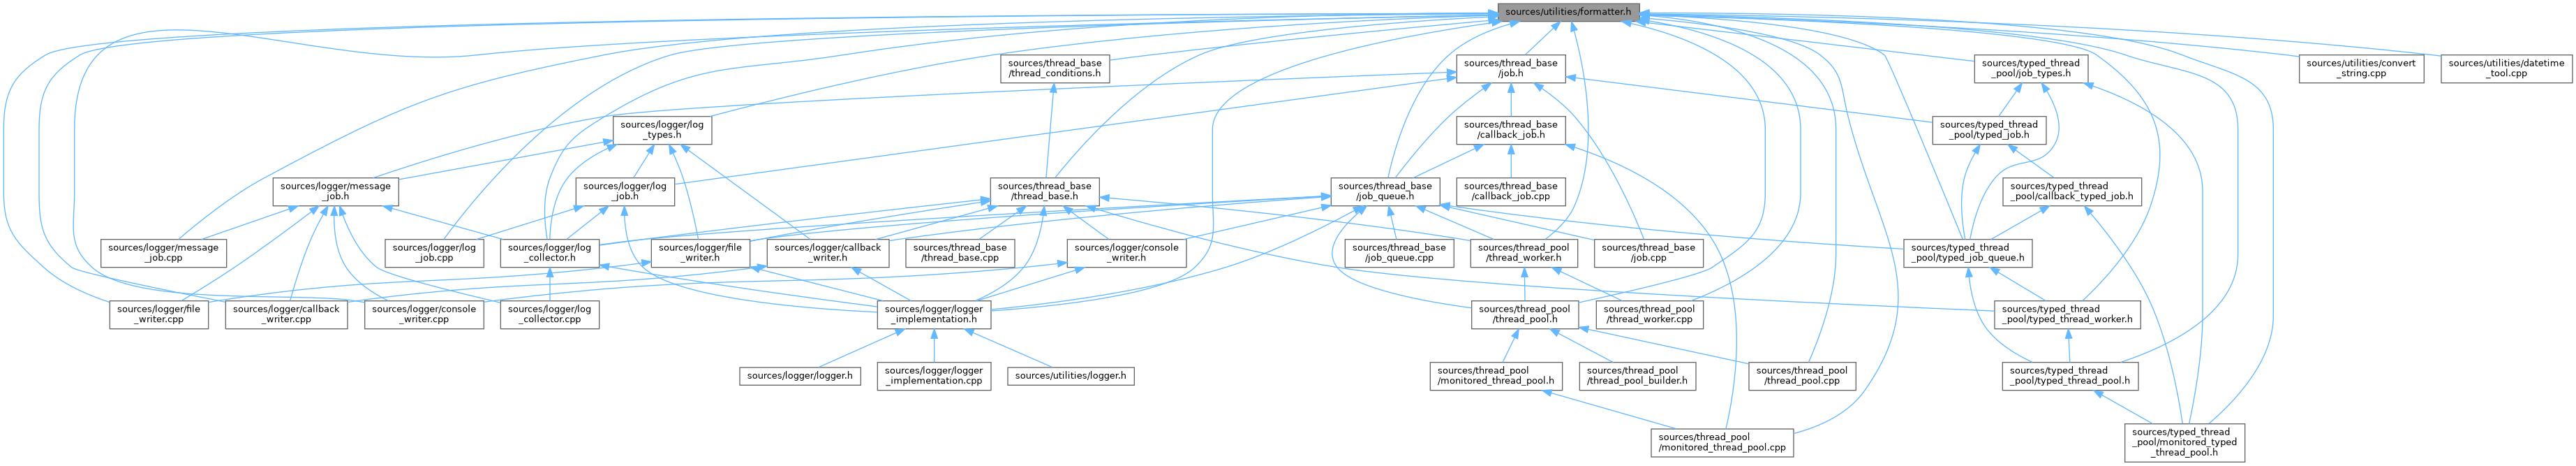 sources/utilities/formatter.h
sources/thread_base
/thread_conditions.h
sources/thread_base
/job.h
sources/typed_thread
_pool/job_types.h
sources/utilities/convert
_string.cpp
sources/utilities/datetime
_tool.cpp
sources/logger/log
_types.h
sources/thread_base
/callback_job.h
sources/typed_thread
_pool/typed_job.h
sources/logger/message
_job.h
sources/logger/log
_job.h
sources/thread_base
/thread_base.h
sources/thread_base
/job_queue.h
sources/thread_base
/callback_job.cpp
sources/typed_thread
_pool/callback_typed_job.h
sources/logger/message
_job.cpp
sources/logger/log
_job.cpp
sources/logger/log
_collector.h
sources/logger/file
_writer.h
sources/logger/callback
_writer.h
sources/thread_base
/thread_base.cpp
sources/logger/console
_writer.h
sources/thread_base
/job_queue.cpp
sources/thread_pool
/thread_worker.h
sources/thread_base
/job.cpp
sources/typed_thread
_pool/typed_job_queue.h
sources/logger/file
_writer.cpp
sources/logger/callback
_writer.cpp
sources/logger/console
_writer.cpp
sources/logger/log
_collector.cpp
sources/logger/logger
_implementation.h
sources/thread_pool
/thread_pool.h
sources/thread_pool
/thread_worker.cpp
sources/typed_thread
_pool/typed_thread_worker.h
sources/logger/logger.h
sources/logger/logger
_implementation.cpp
sources/utilities/logger.h
sources/thread_pool
/monitored_thread_pool.h
sources/thread_pool
/thread_pool_builder.h
sources/thread_pool
/thread_pool.cpp
sources/typed_thread
_pool/typed_thread_pool.h
sources/thread_pool
/monitored_thread_pool.cpp
sources/typed_thread
_pool/monitored_typed
_thread_pool.h